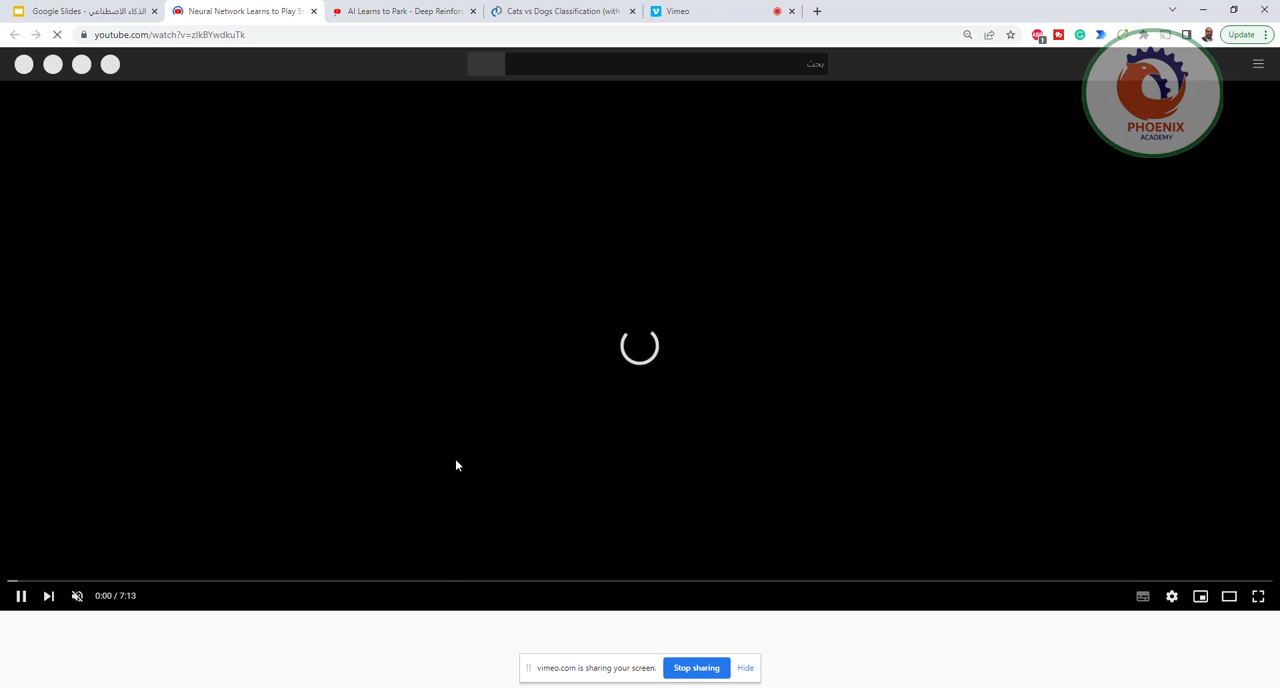 Google Slides - الذكاء الاصطناعي
Neural Network Learns to Play S
AI Learns to Park - Deep Reinforc
Cats vs Dogs Classification (with
Vimeo
youtube.com/watch?v=zIkBYwdkuTk
Update
بحث
PHOENIX
ACADEMY
0:00 / 7:13
vimeo.com is sharing your screen.
Stop sharing
Hide